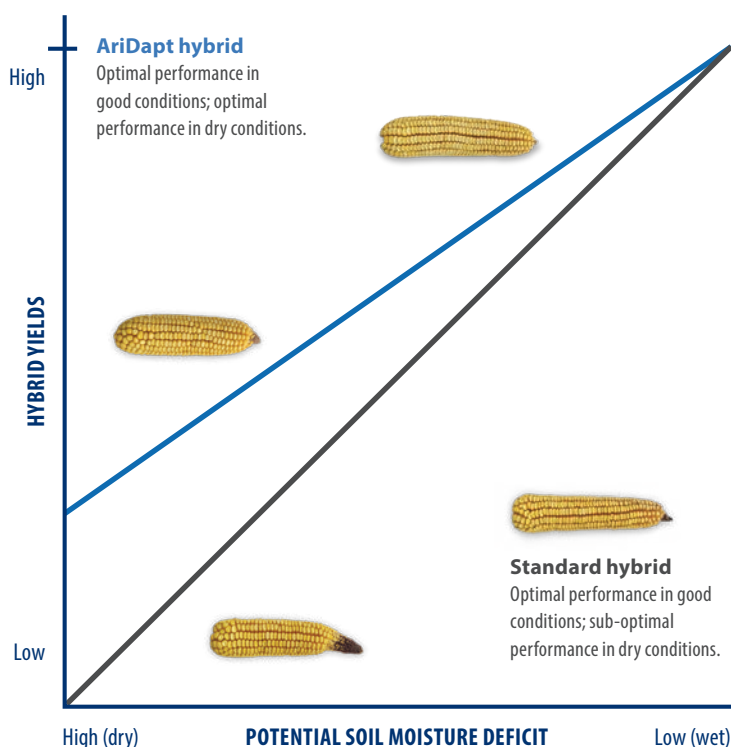 AriDapt hybrid
Optimal performance in
good conditions; optimal
performance in dry conditions.
High
HYBRID YIELDS
Standard hybrid
Optimal performance in good
conditions; sub-optimal
performance in dry conditions.
Low
High (dry)
POTENTIAL SOIL MOISTURE DEFICIT
Low (wet)